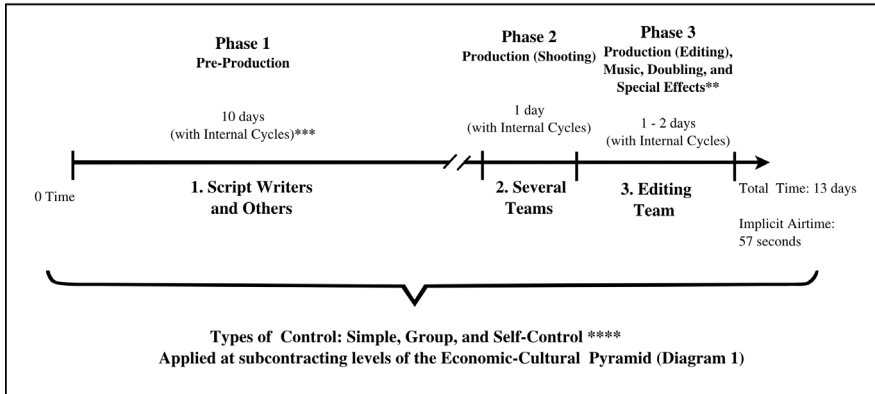 Phase 1
Pre-Production
10 days
(with Internal Cycles)***
Phase 2
Production (Shooting)
1 day
(with Internal Cycles)
Phase 3
Production (Editing),
Music, Doubling, and
Special Effects**
1 - 2 days
(with Internal Cycles)
0 Time
1. Script Writers
and Others
2. Several
Teams
3. Editing
Team
Total Time: 13 days
Implicit Airtime:
57 seconds
Types of Control: Simple, Group, and Self-Control ****
Applied at subcontracting levels of the Economic-Cultural Pyramid (Diagram 1)